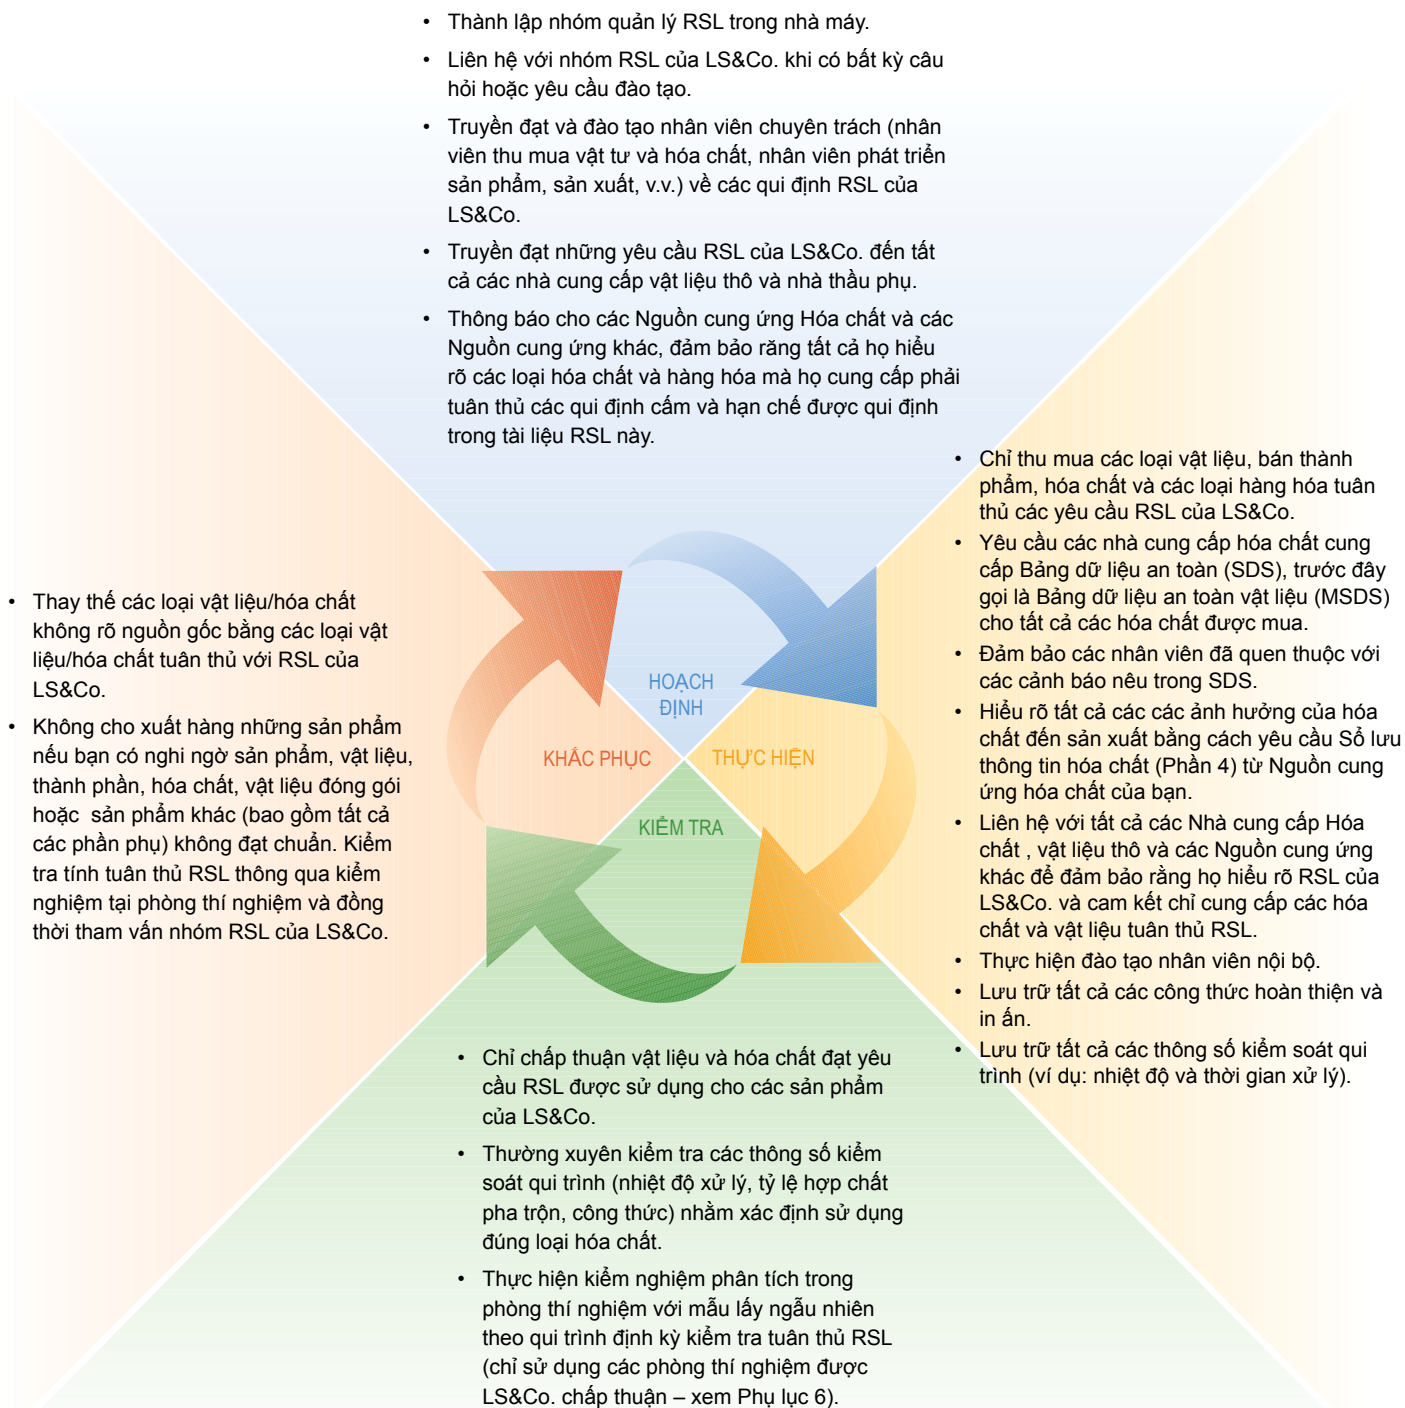 • Thành lập nhóm quản lý RSL trong nhà máy.
• Liên hệ với nhóm RSL của LS&Co. khi có bất kỳ câu
hỏi hoặc yêu cầu đào tạo.
• Truyền đạt và đào tạo nhân viên chuyên trách (nhân
viên thu mua vật tư và hóa chất, nhân viên phát triển
sản phẩm, sản xuất, v.v.) về các qui định RSL của
LS&Co.
• Truyền đạt những yêu cầu RSL của LS&Co. đến tất
cả các nhà cung cấp vật liệu thô và nhà thầu phụ.
• Thông báo cho các Nguồn cung ứng Hóa chất và các
Nguồn cung ứng khác, đảm bảo răng tất cả họ hiểu
rõ các loại hóa chất và hàng hóa mà họ cung cấp phải
tuân thủ các qui định cấm và hạn chế được qui định
trong tài liệu RSL này.
• Chỉ thu mua các loại vật liệu, bán thành
phẩm, hóa chất và các loại hàng hóa tuân
thủ các yêu cầu RSL của LS&Co.
• Yêu cầu các nhà cung cấp hóa chất cung
cấp Bảng dữ liệu an toàn (SDS), trước đây
gọi là Bảng dữ liệu an toàn vật liệu (MSDS)
cho tất cả các hóa chất được mua.
• Đảm bảo các nhân viên đã quen thuộc với
các cảnh báo nêu trong SDS.
• Hiểu rõ tất cả các các ảnh hưởng của hóa
chất đến sản xuất bằng cách yêu cầu Sổ lưu
thông tin hóa chất (Phần 4) từ Nguồn cung
ứng hóa chất của bạn.
• Liên hệ với tất cả các Nhà cung cấp Hóa
chất , vật liệu thô và các Nguồn cung ứng
khác để đảm bảo rằng họ hiểu rõ RSL của
LS&Co. và cam kết chỉ cung cấp các hóa
chất và vật liệu tuân thủ RSL.
• Thực hiện đào tạo nhân viên nội bộ.
• Lưu trữ tất cả các công thức hoàn thiện và
in ấn.
• Lưu trữ tất cả các thông số kiểm soát qui
trình (ví dụ: nhiệt độ và thời gian xử lý).
• Thay thế các loại vật liệu/hóa chất
không rõ nguồn gốc bằng các loại vật
liệu/hóa chất tuân thủ với RSL của
LS&Co.
• Không cho xuất hàng những sản phẩm
nếu bạn có nghi ngờ sản phẩm, vật liệu,
thành phần, hóa chất, vật liệu đóng gói
hoặc  sản phẩm khác (bao gồm tất cả
các phần phụ) không đạt chuẩn. Kiểm
tra tính tuân thủ RSL thông qua kiểm
nghiệm tại phòng thí nghiệm và đồng
thời tham vấn nhóm RSL của LS&Co.
HOẠCH
ĐỊNH
KHẮC PHỤC
THỰC HIỆN
KIỂM TRA
• Chỉ chấp thuận vật liệu và hóa chất đạt yêu
cầu RSL được sử dụng cho các sản phẩm
của LS&Co.
• Thường xuyên kiểm tra các thông số kiểm
soát qui trình (nhiệt độ xử lý, tỷ lệ hợp chất
pha trộn, công thức) nhằm xác định sử dụng
đúng loại hóa chất.
• Thực hiện kiểm nghiệm phân tích trong
phòng thí nghiệm với mẫu lấy ngẫu nhiên
theo qui trình định kỳ kiểm tra tuân thủ RSL
(chỉ sử dụng các phòng thí nghiệm được
LS&Co. chấp thuận – xem Phụ lục 6).